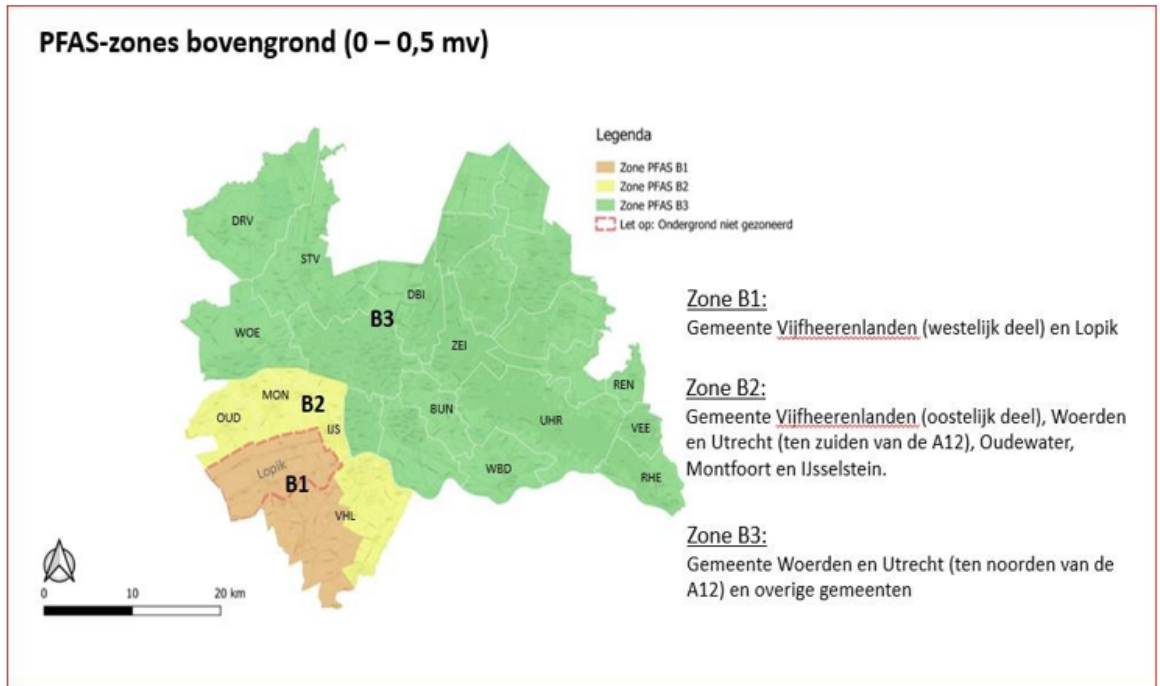 PFAS-zones bovengrond (0 – 0,5 mv)
Legenda
Zone PFAS B1
Zone PFAS B2
Zone PFAS B3
Let op: Ondergrond niet gezoneerd
DRV
STV
DBI
WOE
B3
ZEI
REN
MON
OUD
B2
IJS
BUN
UHR
VEE
WBD
RHE
Lopik
B1
VHL
0 10 20 km
Zone B1:
Gemeente Vijfheerenlanden (westelijk deel) en Lopik
Zone B2:
Gemeente Vijfheerenlanden (oostelijk deel), Woerden
en Utrecht (ten zuiden van de A12), Oudewater,
Montfoort en IJsselstein.
Zone B3:
Gemeente Woerden en Utrecht (ten noorden van de
A12) en overige gemeenten